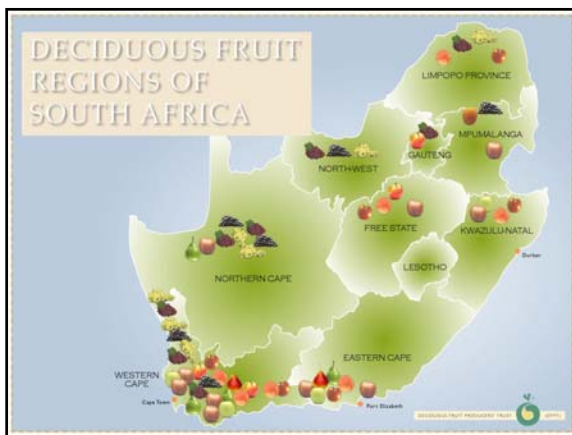 DECIDUOUS FRUIT
REGIONS OF
SOUTH AFRICA
LIMPOPO PROVINCE
MPUMALANGA
GAUTENG
NORTH-WEST
FREE STATE
KWAZULU-NATAL
Durban
LESOTHO
NORTHERN CAPE
EASTERN CAPE
WESTERN
CAPE
Cape Town
Port Elizabeth
DECIDUOUS FRUIT PRODUCERS TRUST
(DFPT)